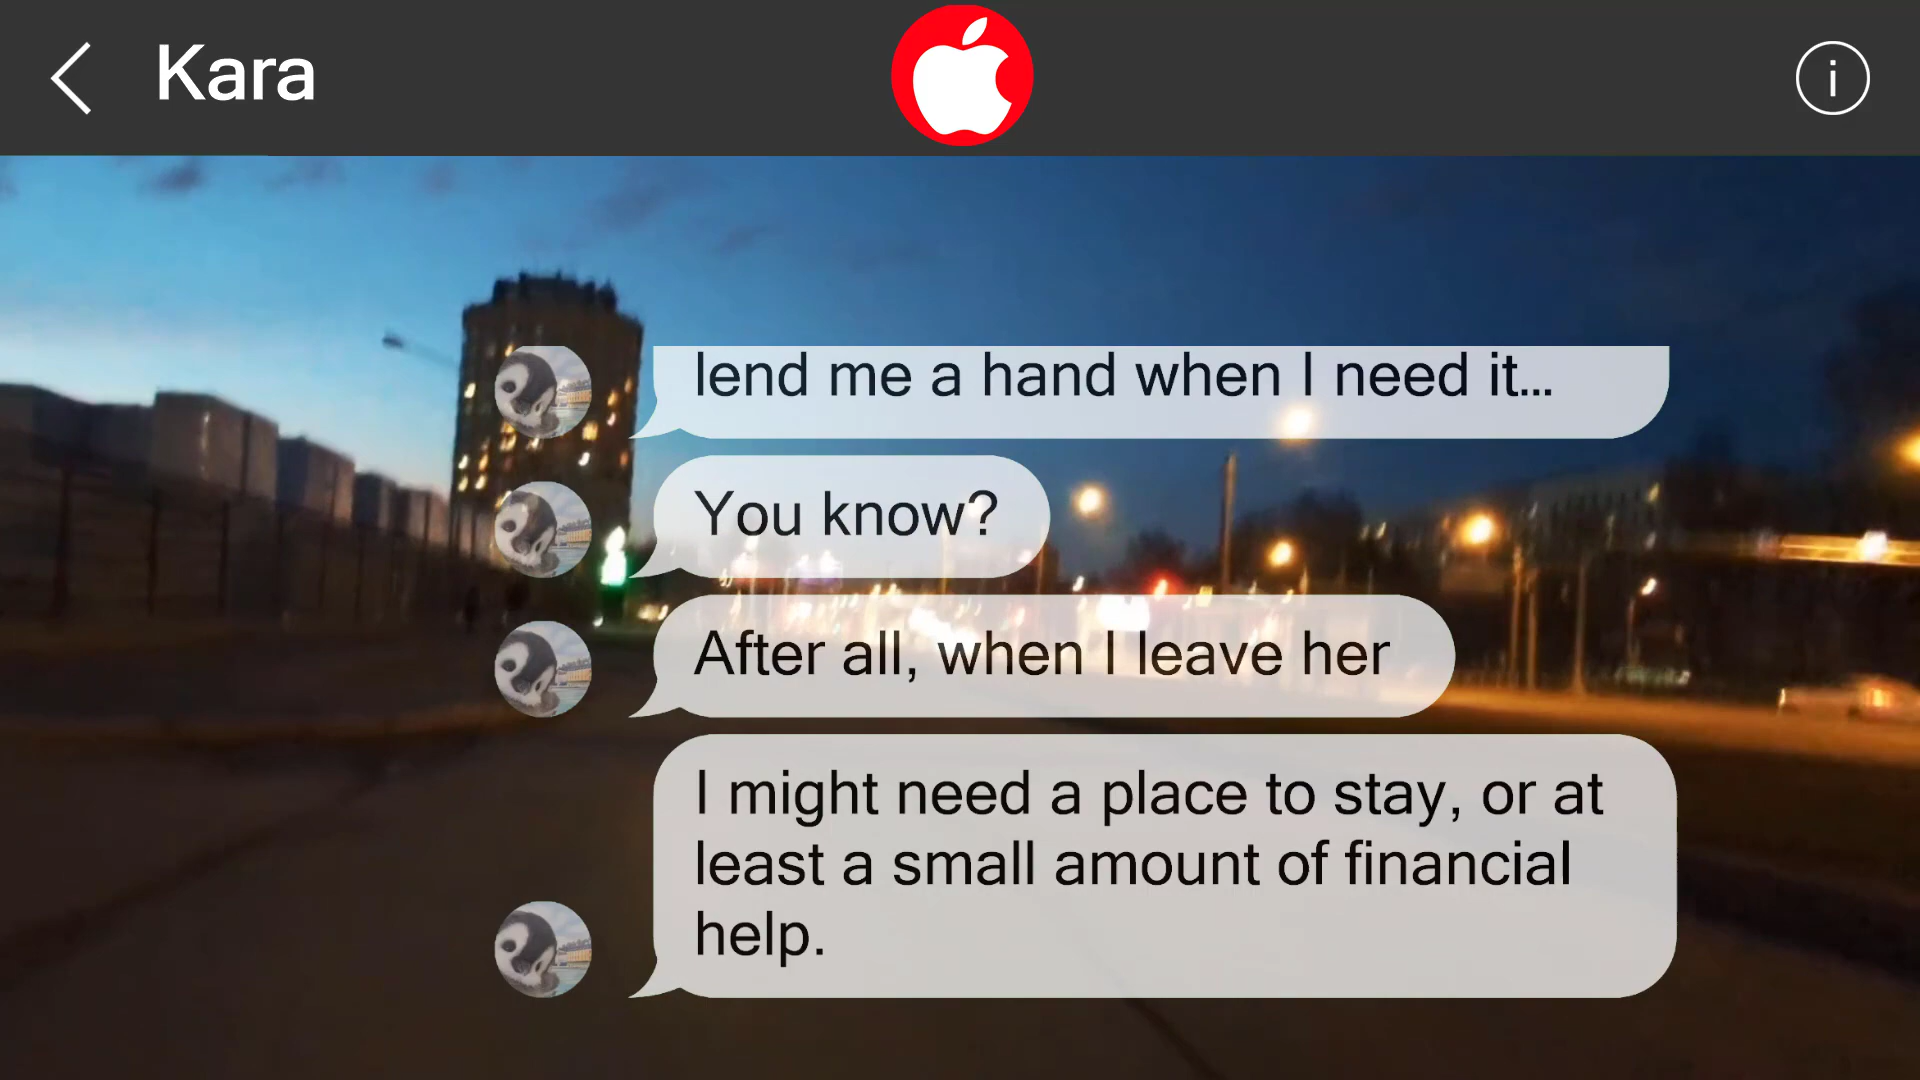 Kara
lend me a hand when I need it...
You know?
After all, when I leave her
I might need a place to stay, or at
least a small amount of financial
help.